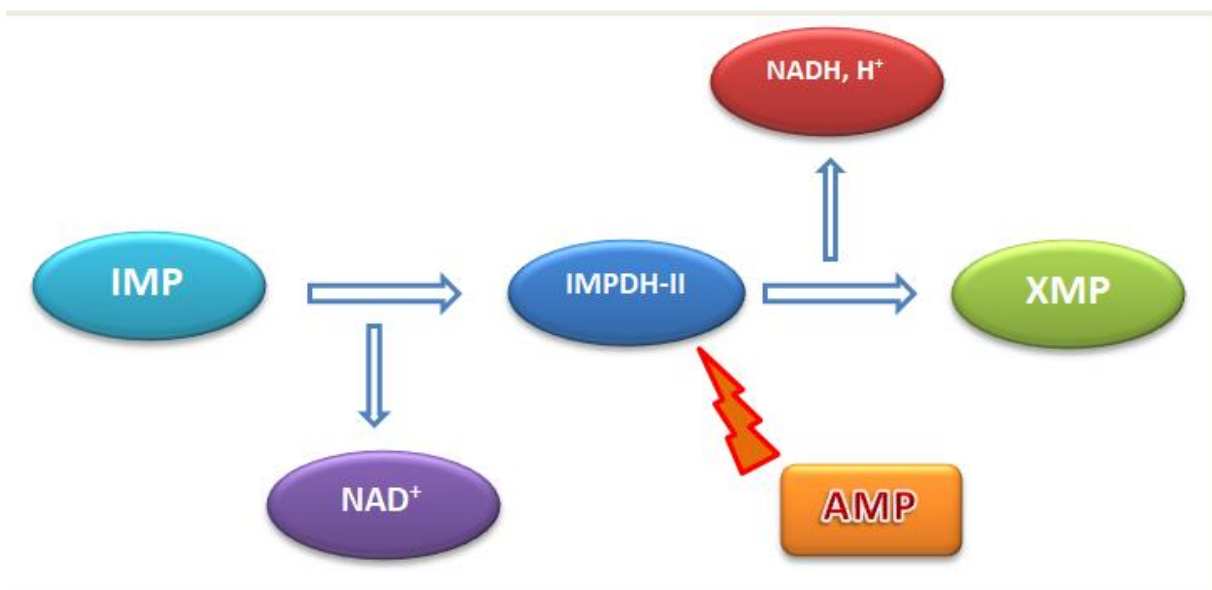 NADH, H⁺
IMP
IMPDH-II
XMP
NAD⁺
AMP